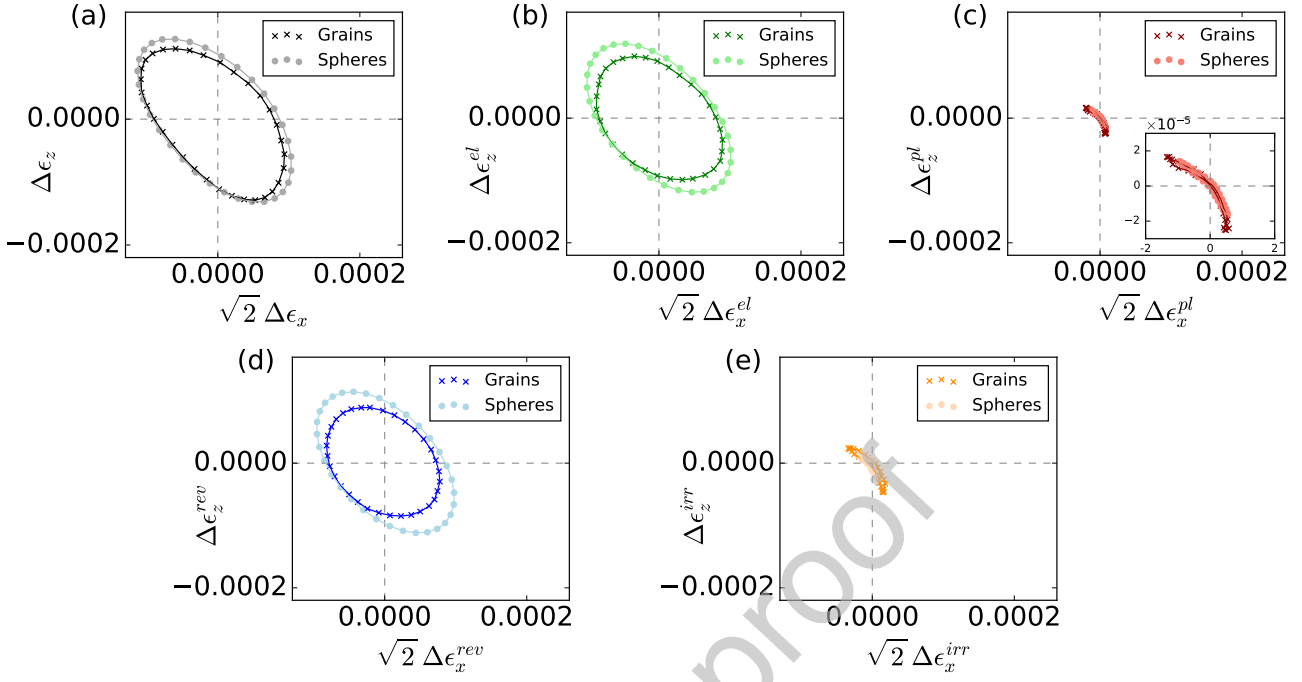 (a)
Grains
Spheres
0.0000
−0.0002
Δϵ_z
0.0000
0.0002
√2 Δϵ_x
(b)
Grains
Spheres
0.0000
−0.0002
Δϵ_z^{el}
0.0000
0.0002
√2 Δϵ_x^{el}
(c)
Grains
Spheres
0.0000
−0.0002
Δϵ_z^{pl}
×10^{−5}
2
0
−2
−2
0
2
0.0000
0.0002
√2 Δϵ_x^{pl}
(d)
Grains
Spheres
0.0000
−0.0002
Δϵ_z^{rev}
0.0000
0.0002
√2 Δϵ_x^{rev}
(e)
Grains
Spheres
0.0000
−0.0002
Δϵ_z^{irr}
0.0000
0.0002
√2 Δϵ_x^{irr}
proof